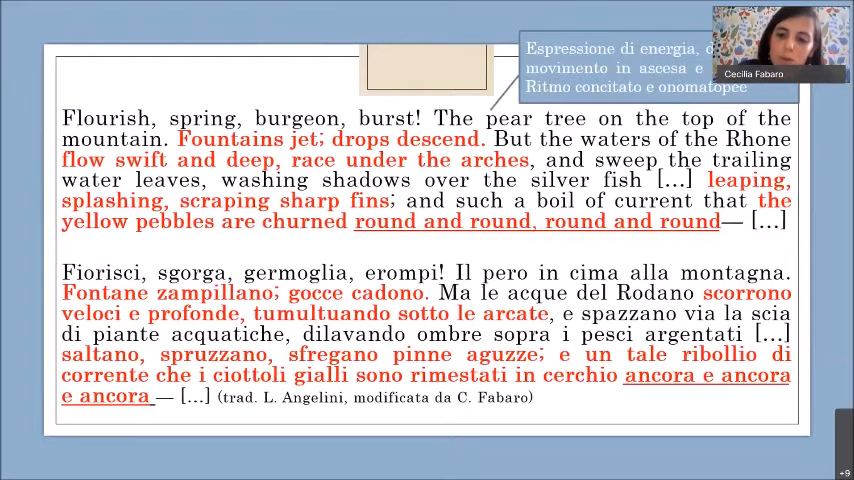 Espressione di energia,
movimento in ascesa e
Ritmo concitato e onomatopee
Cecilia Fabaro
Flourish, spring, burgeon, burst! The pear tree on the top of the
mountain. Fountains jet; drops descend. But the waters of the Rhone
flow swift and deep, race under the arches, and sweep the trailing
water leaves, washing shadows over the silver fish [...] leaping,
splashing, scraping sharp fins; and such a boil of current that the
yellow pebbles are churned round and round, round and round— [...]
Fiorisci, sgorga, germoglia, erompi! Il pero in cima alla montagna.
Fontane zampillano; gocce cadono. Ma le acque del Rodano scorrono
veloci e profonde, tumultuando sotto le arcate, e spazzano via la scia
di piante acquatiche, dilavando ombre sopra i pesci argentati [...]
saltano, spruzzano, sfregano pinne aguzze; e un tale ribollio di
corrente che i ciottoli gialli sono rimestati in cerchio ancora e ancora
e ancora — [...] (trad. L. Angelini, modificata da C. Fabaro)
+9